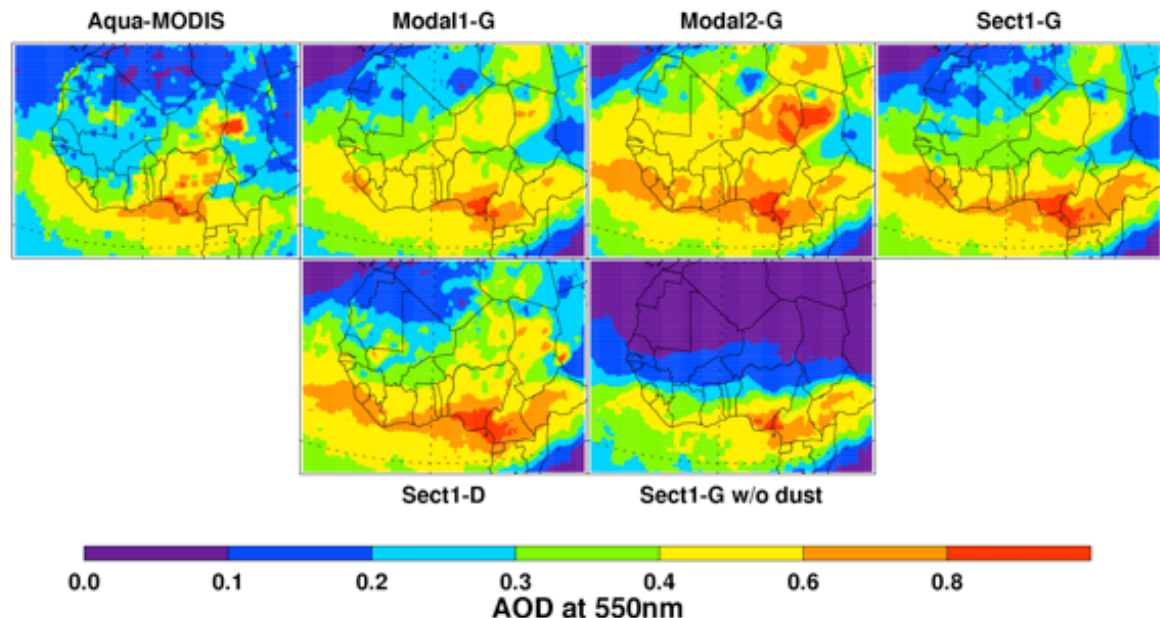 Aqua-MODIS Modal1-G Modal2-G Sect1-G
Sect1-D Sect1-G w/o dust
0.0 0.1 0.2 0.3 0.4 0.6 0.8
AOD at 550nm